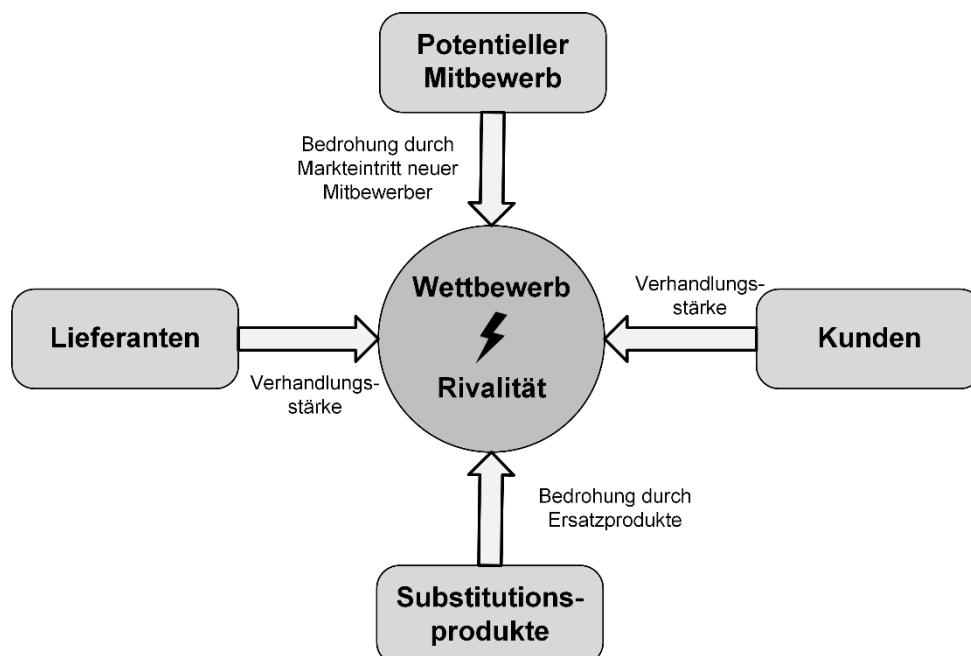 Potentieller
Mitbewerb
Bedrohung durch
Markteintritt neuer
Mitbewerber
Wettbewerb
Rivalität
Lieferanten
Verhandlungs-
stärke
Verhandlungs-
stärke
Kunden
Bedrohung durch
Ersatzprodukte
Substitutions-
produkte